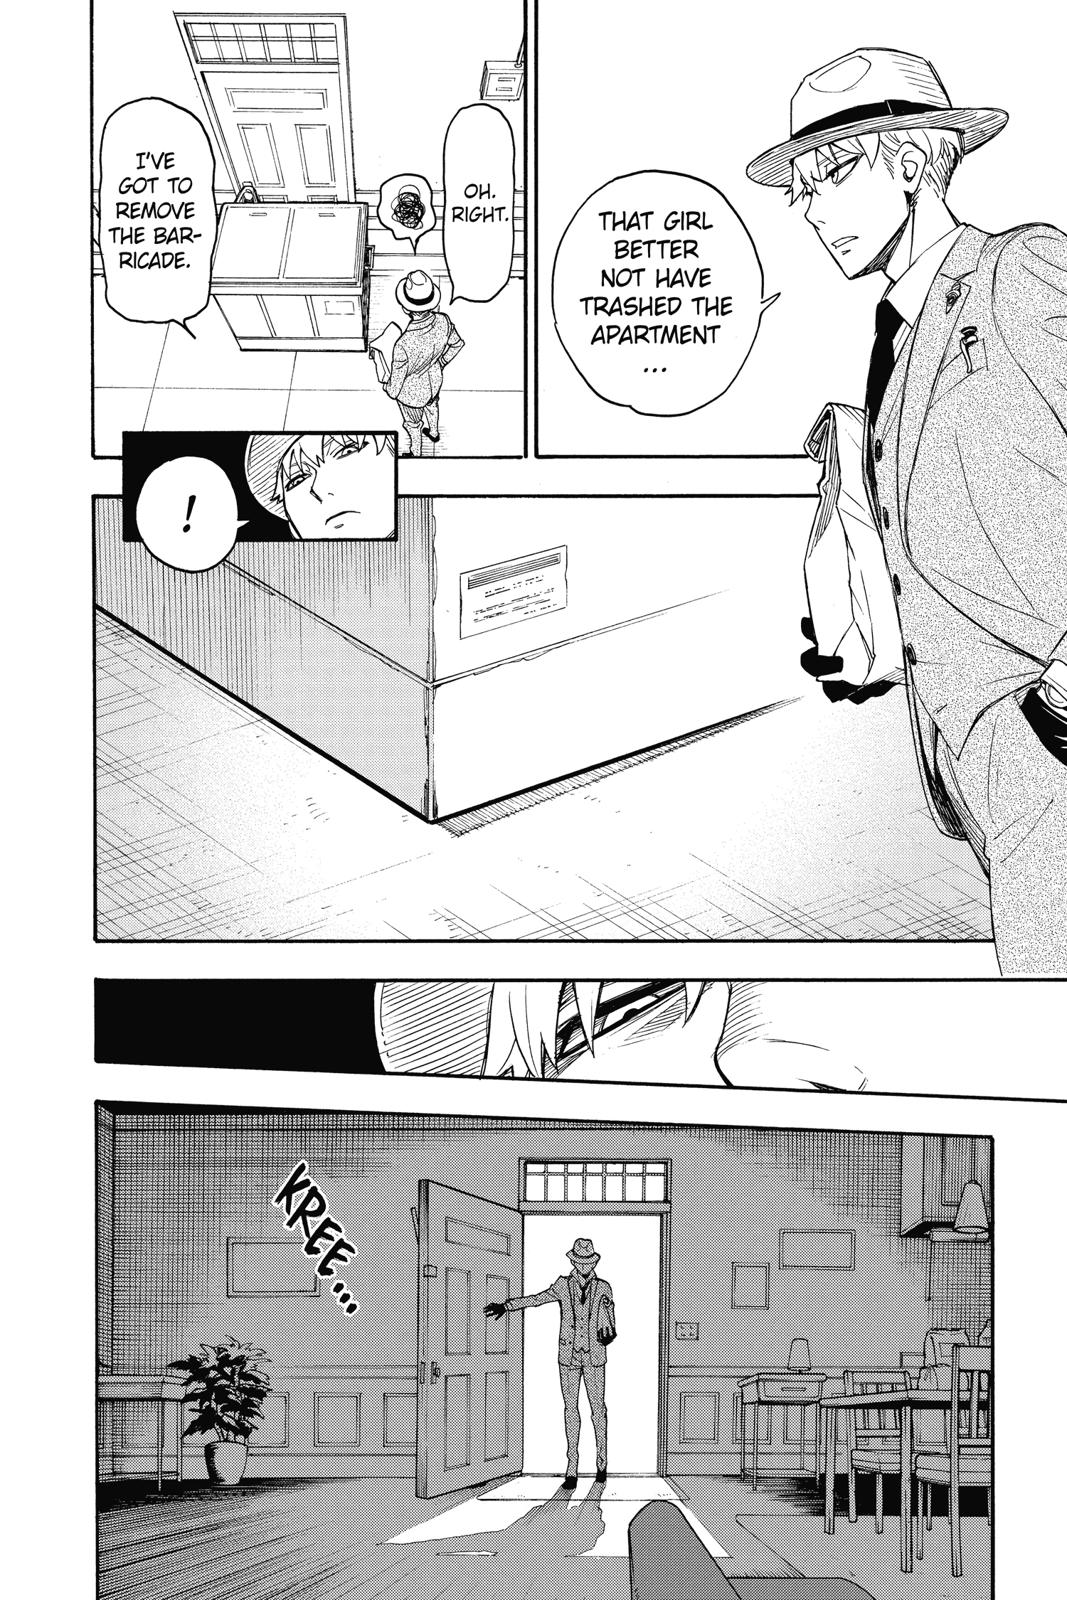 THAT GIRL
BETTER
NOT HAVE
TRASHED THE
APARTMENT
...
OH.
RIGHT.
I'VE
GOT TO
REMOVE
THE BAR-
RICADE.
!
KREE...